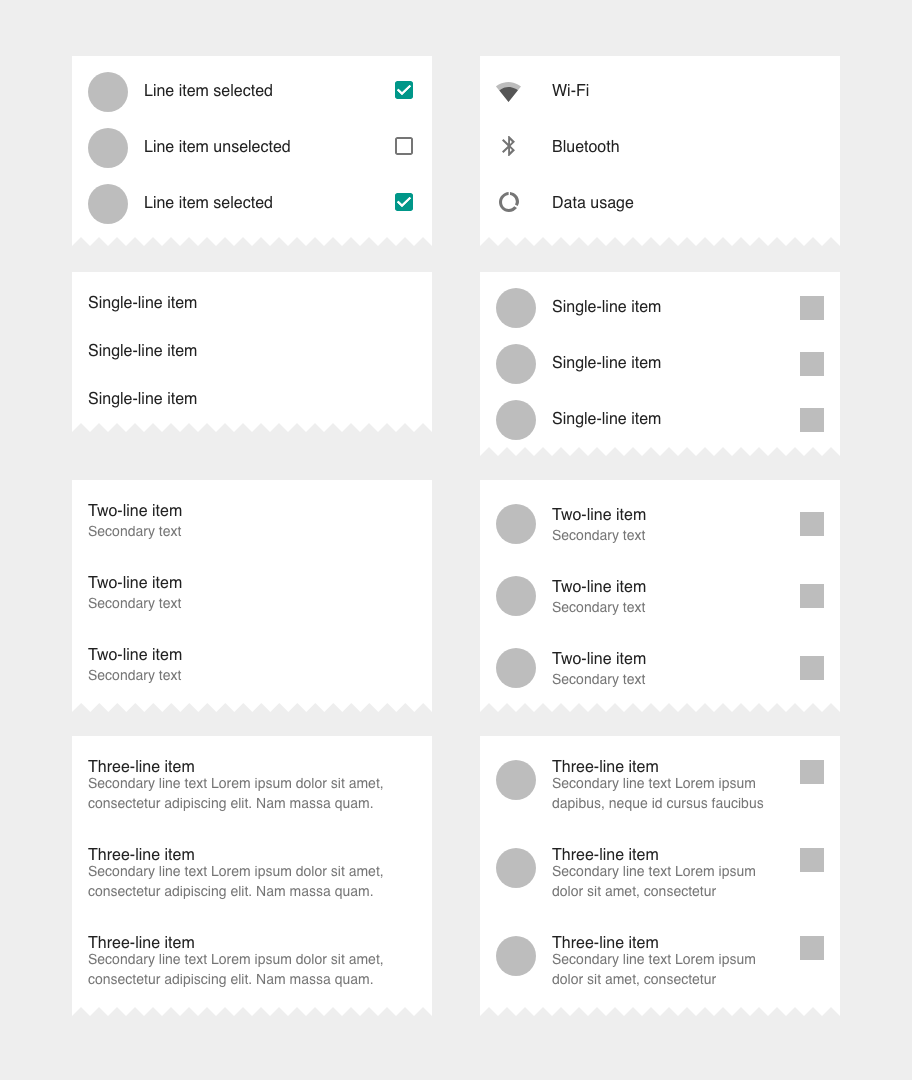 Line item selected
Line item unselected
Line item selected
Wi-Fi
Bluetooth
Data usage
Single-line item
Single-line item
Single-line item
Single-line item
Single-line item
Single-line item
Two-line item
Secondary text
Two-line item
Secondary text
Two-line item
Secondary text
Two-line item
Secondary text
Two-line item
Secondary text
Two-line item
Secondary text
Three-line item
Secondary line text Lorem ipsum dolor sit amet,
consectetur adipiscing elit. Nam massa quam.
Three-line item
Secondary line text Lorem ipsum dolor sit amet,
consectetur adipiscing elit. Nam massa quam.
Three-line item
Secondary line text Lorem ipsum dolor sit amet,
consectetur adipiscing elit. Nam massa quam.
Three-line item
Secondary line text Lorem ipsum
dapibus, neque id cursus faucibus
Three-line item
Secondary line text Lorem ipsum
dolor sit amet, consectetur
Three-line item
Secondary line text Lorem ipsum
dolor sit amet, consectetur